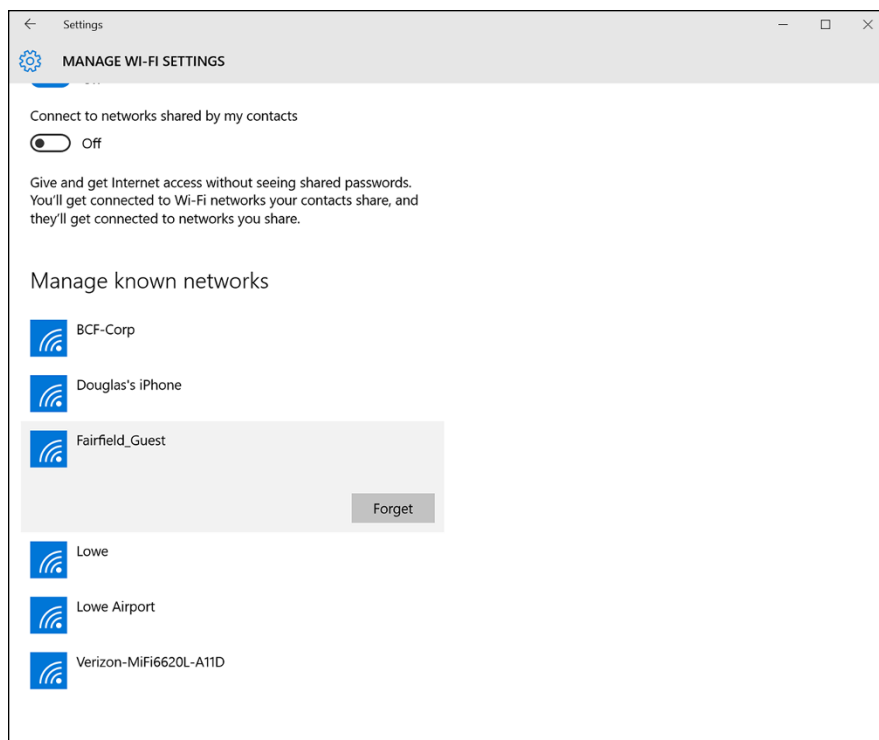 Settings
MANAGE WI-FI SETTINGS
Connect to networks shared by my contacts
Off
Give and get Internet access without seeing shared passwords.
You'll get connected to Wi-Fi networks your contacts share, and
they'll get connected to networks you share.
Manage known networks
BCF-Corp
Douglas's iPhone
Fairfield_Guest
Forget
Lowe
Lowe Airport
Verizon-MiFi6620L-A11D